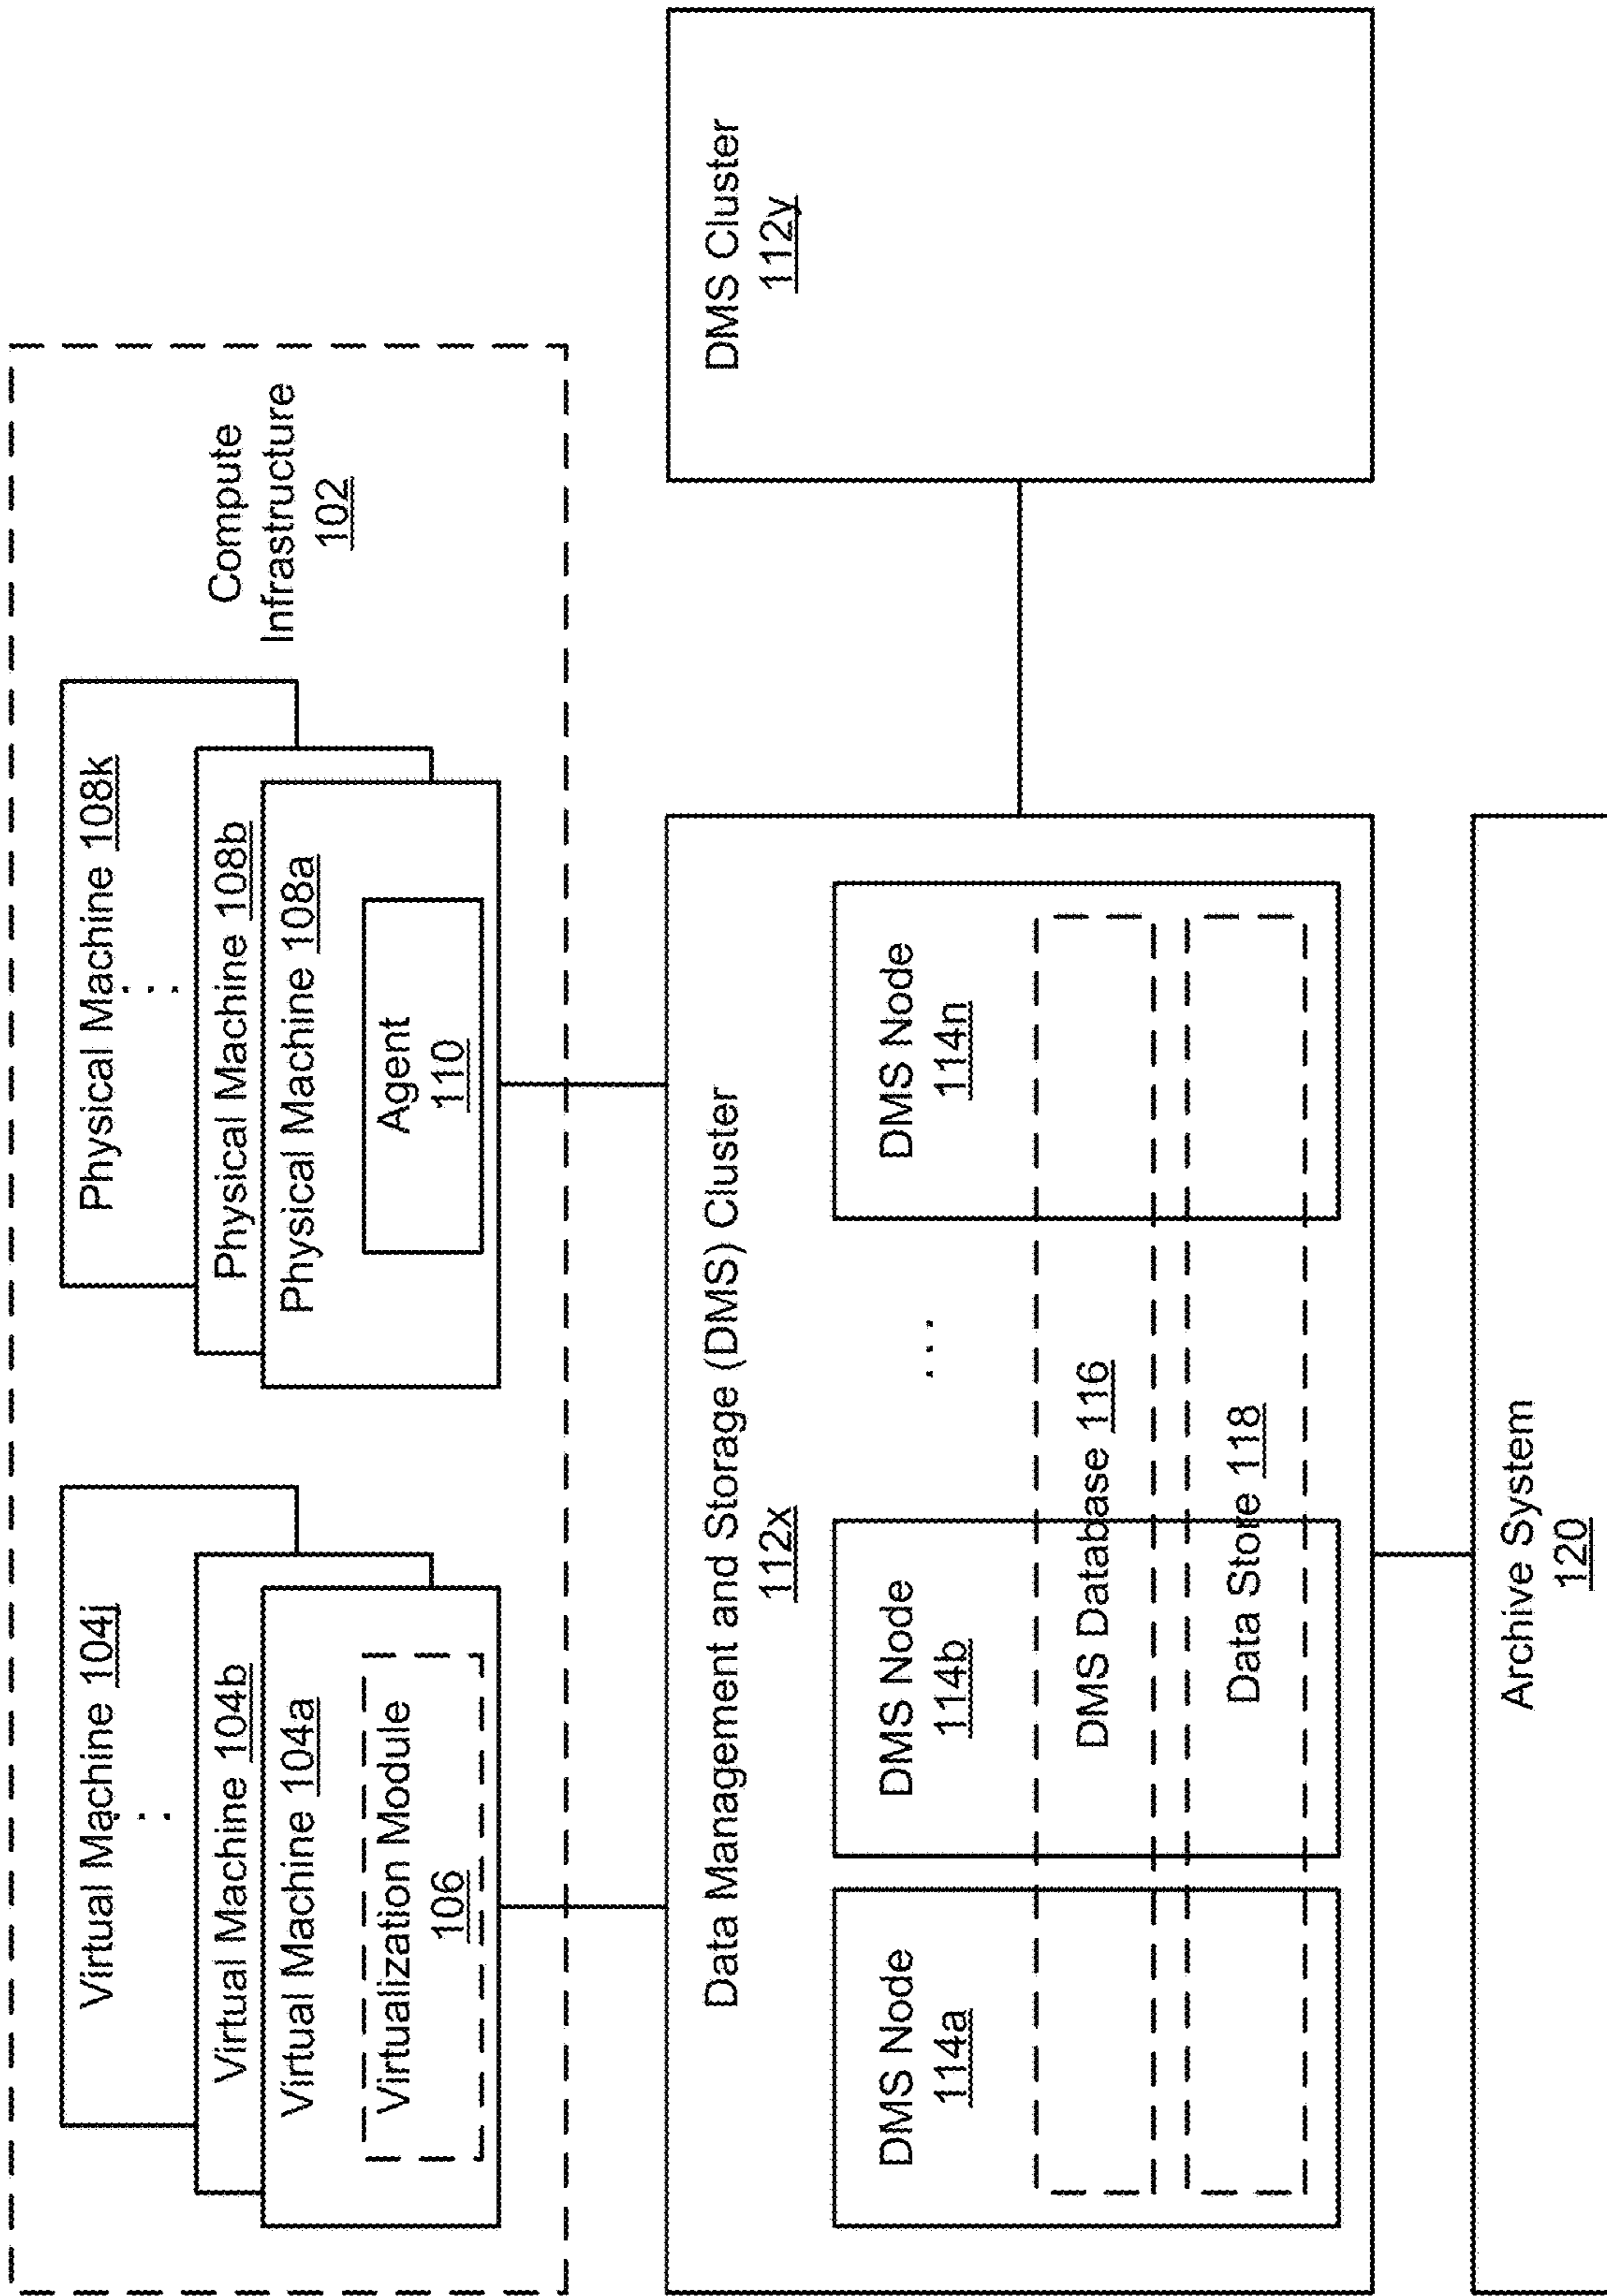 Virtual Machine 104j
. . .
Virtual Machine 104b
Virtual Machine 104a
Virtualization Module
106
Physical Machine 108k
. . .
Physical Machine 108b
Physical Machine 108a
Agent
110
Compute
Infrastructure
102
Data Management and Storage (DMS) Cluster
112x
DMS Node
114a
DMS Node
114b
. . .
DMS Node
114n
DMS Database 116
Data Store 118
DMS Cluster
112y
Archive System
120